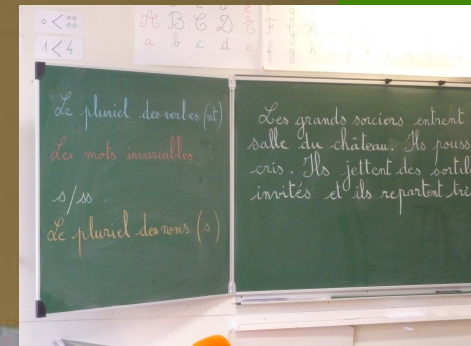 0 <
1 < 4
A B C D E F
a b c d e f g h
Le pluriel des verbes (nt)
Les mots invariables
s/ss
Le pluriel des noms (s)
Les grands sorciers entrent
salle du château. Ils pouss
cris. Ils jettent des sortil
invités et ils repartent trè